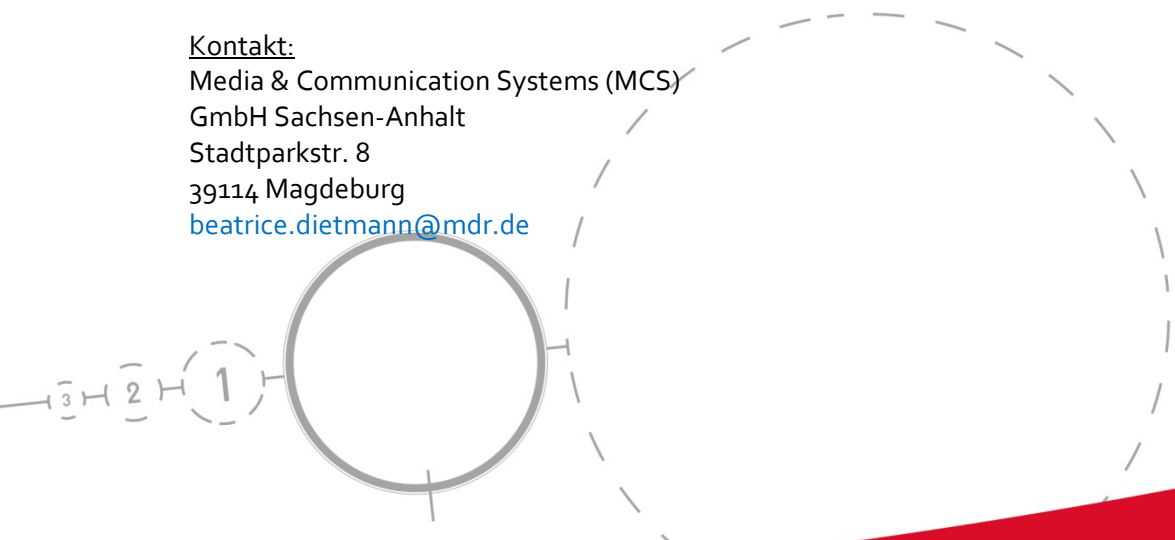 Kontakt:
Media & Communication Systems (MCS)
GmbH Sachsen-Anhalt
Stadtparkstr. 8
39114 Magdeburg
beatrice.dietmann@mdr.de
3 2 1